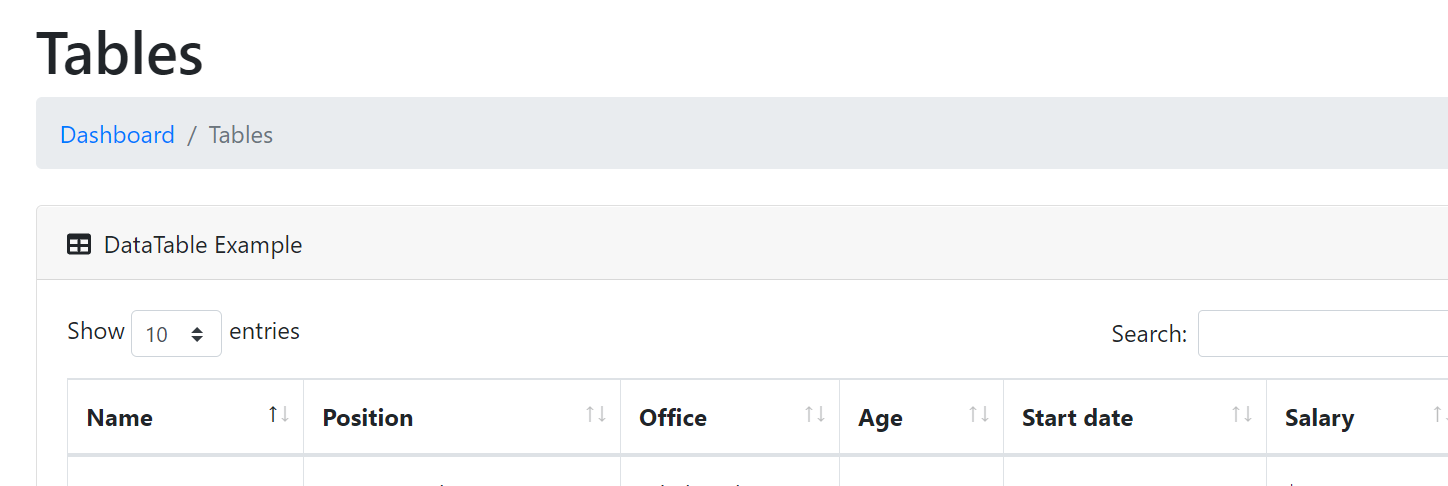 Tables
Dashboard / Tables
DataTable Example
Show 10 entries
Search:
Name Position Office Age Start date Salary